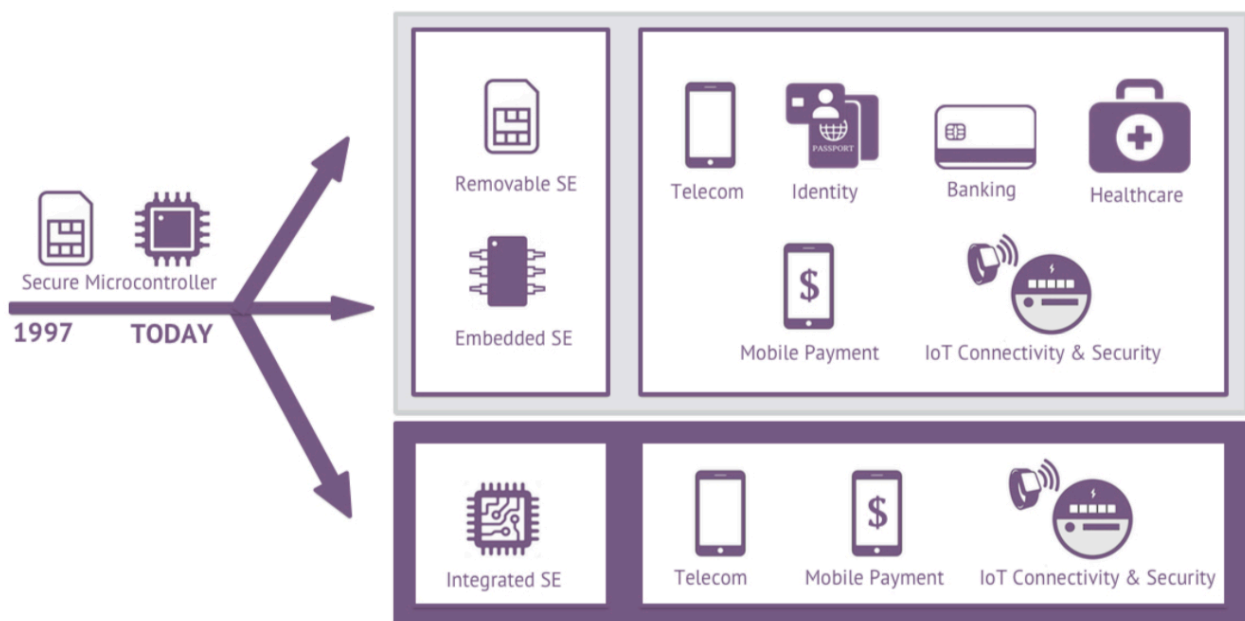 Secure Microcontroller
1997 TODAY
Removable SE
Embedded SE
Telecom
PASSPORT
Identity
Banking
Healthcare
$
Mobile Payment
IoT Connectivity & Security
Integrated SE
Telecom
$
Mobile Payment
IoT Connectivity & Security